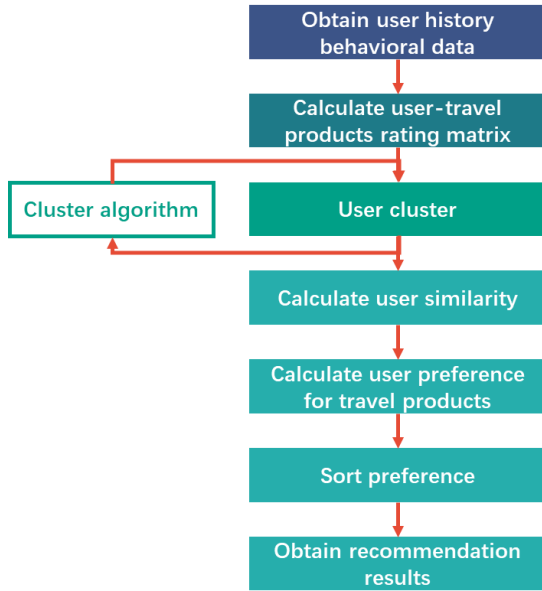 Obtain user history
behavioral data
Calculate user-travel
products rating matrix
Cluster algorithm
User cluster
Calculate user similarity
Calculate user preference
for travel products
Sort preference
Obtain recommendation
results